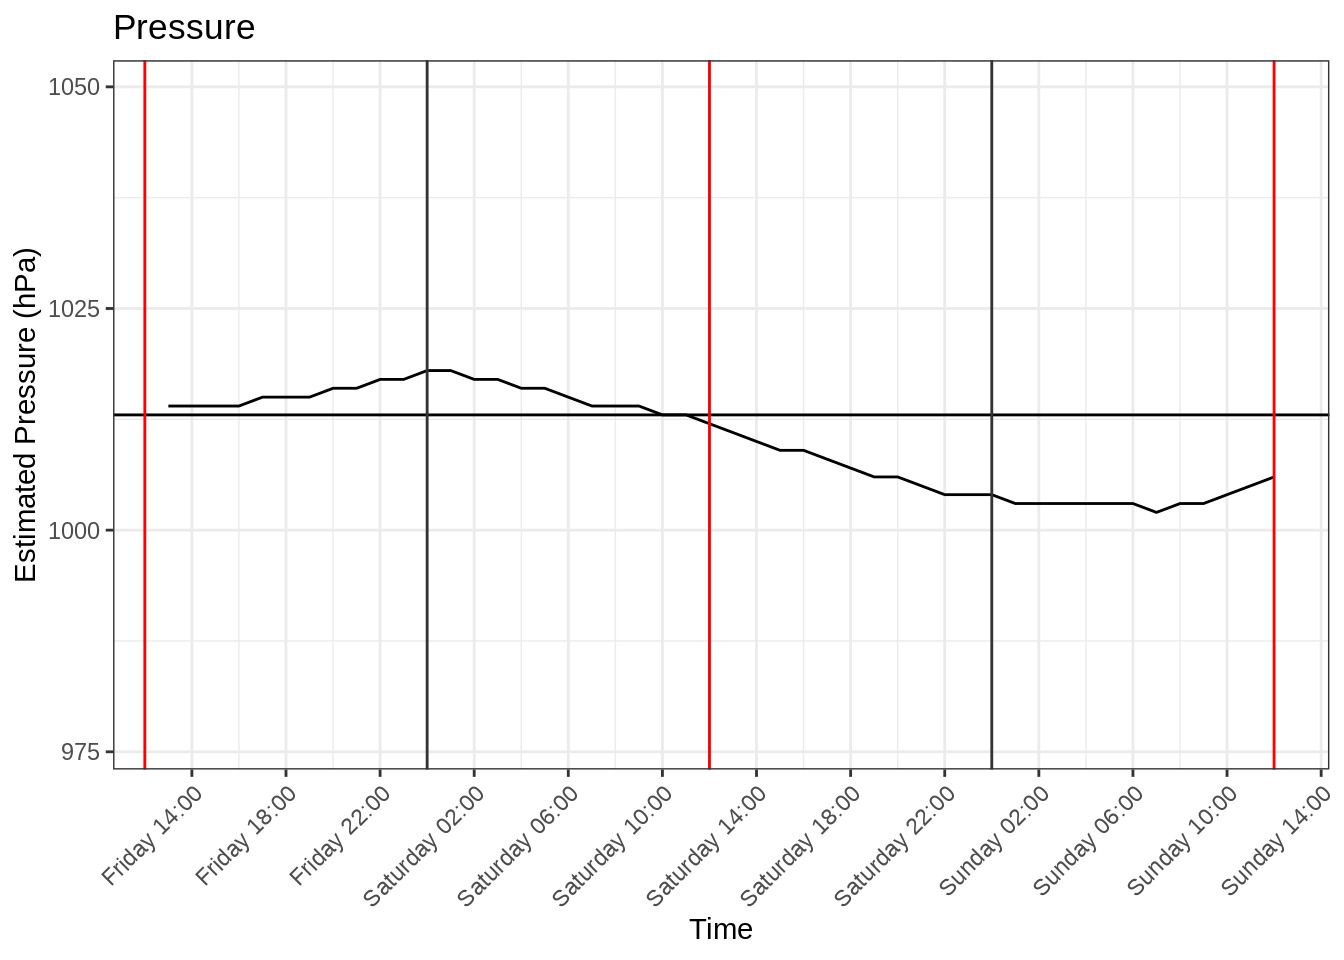 Pressure
Estimated Pressure (hPa)
1050
1025
1000
975
Friday 14:00
Friday 18:00
Friday 22:00
Saturday 02:00
Saturday 06:00
Saturday 10:00
Saturday 14:00
Saturday 18:00
Saturday 22:00
Sunday 02:00
Sunday 06:00
Sunday 10:00
Sunday 14:00
Time